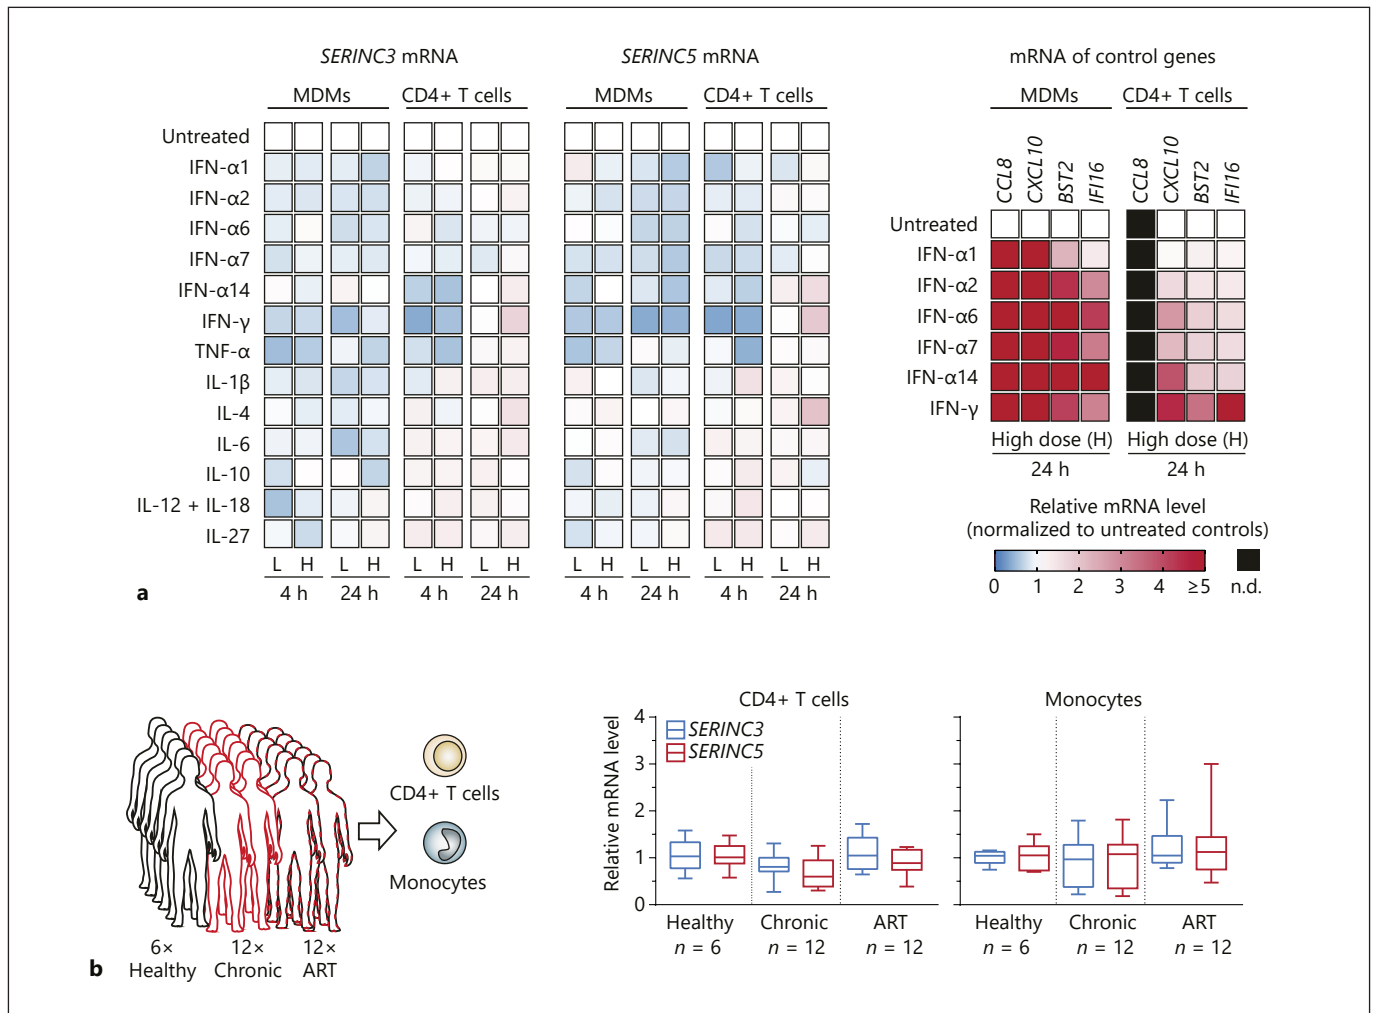 SERINC3 mRNA
SERINC5 mRNA
mRNA of control genes
MDMs
CD4+ T cells
MDMs
CD4+ T cells
MDMs
CD4+ T cells
CCL8
CXCL10
BST2
IFI16
CCL8
CXCL10
BST2
IFI16
Untreated
IFN-α1
IFN-α2
IFN-α6
IFN-α7
IFN-α14
IFN-γ
TNF-α
IL-1β
IL-4
IL-6
IL-10
IL-12 + IL-18
IL-27
L H L H L H L H
4 h 24 h 4 h 24 h
L H L H L H L H
4 h 24 h 4 h 24 h
Untreated
IFN-α1
IFN-α2
IFN-α6
IFN-α7
IFN-α14
IFN-γ
High dose (H) High dose (H)
24 h 24 h
Relative mRNA level
(normalized to untreated controls)
0 1 2 3 4 ≥5 n.d.
a
CD4+ T cells
Monocytes
6× 12× 12×
Healthy Chronic ART
b
CD4+ T cells
Monocytes
Relative mRNA level
4
3
2
1
0
SERINC3
SERINC5
Healthy Chronic ART
n = 6 n = 12 n = 12
Healthy Chronic ART
n = 6 n = 12 n = 12